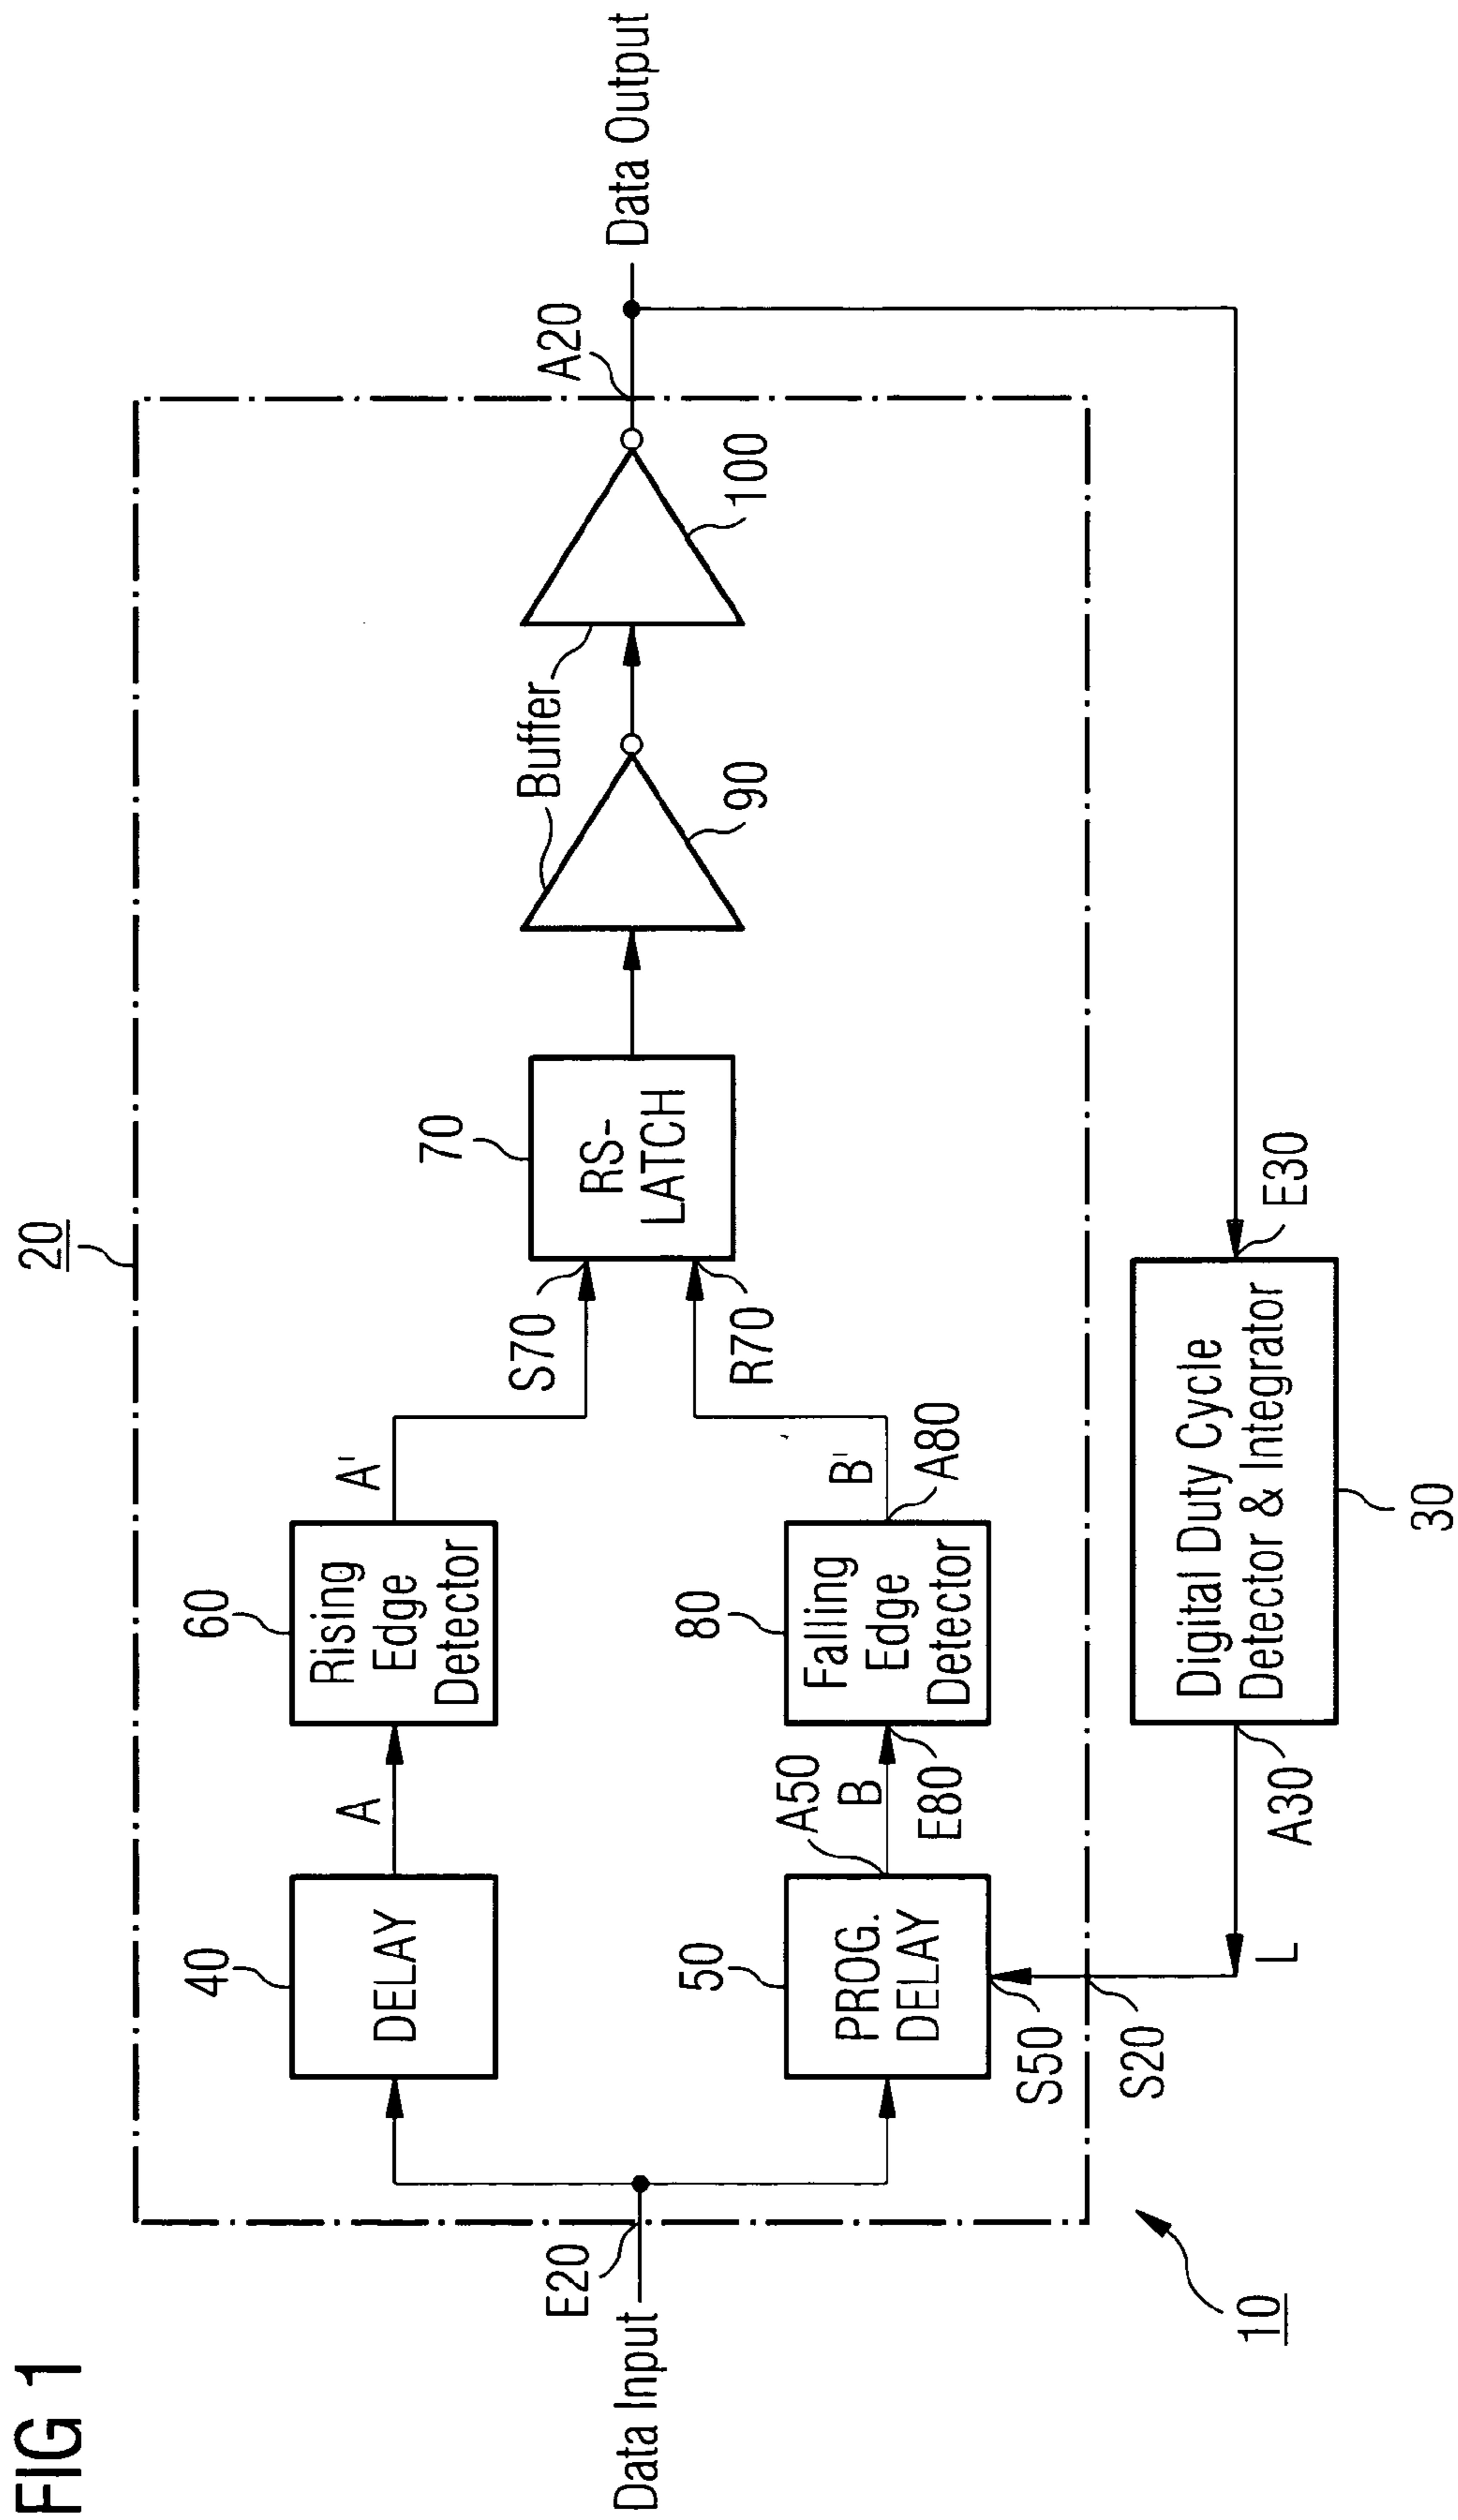 FIG 1
20
Data Input
E20
40
DELAY
A
60
Rising
Edge
Detector
A'
S70
70
RS-
LATCH
R70
Buffer
90
100
A20
Data Output
50
PROG.
DELAY
A50
B
E80
80
Falling
Edge
Detector
B'
A80
S50
S20
L
A30
Digital Duty Cycle
Detector & Integrator
E30
30
10